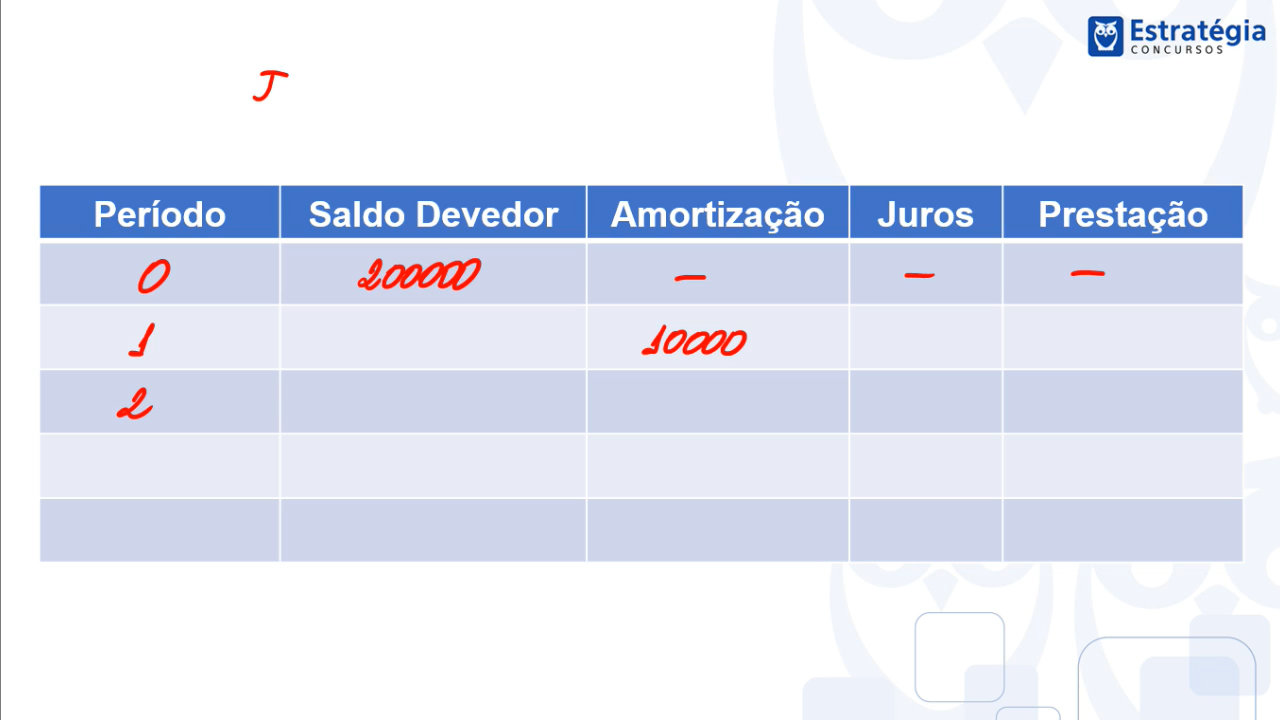 Estratégia
CONCURSOS
J
Período Saldo Devedor Amortização Juros Prestação
0 200000 — — —
1 10000
2